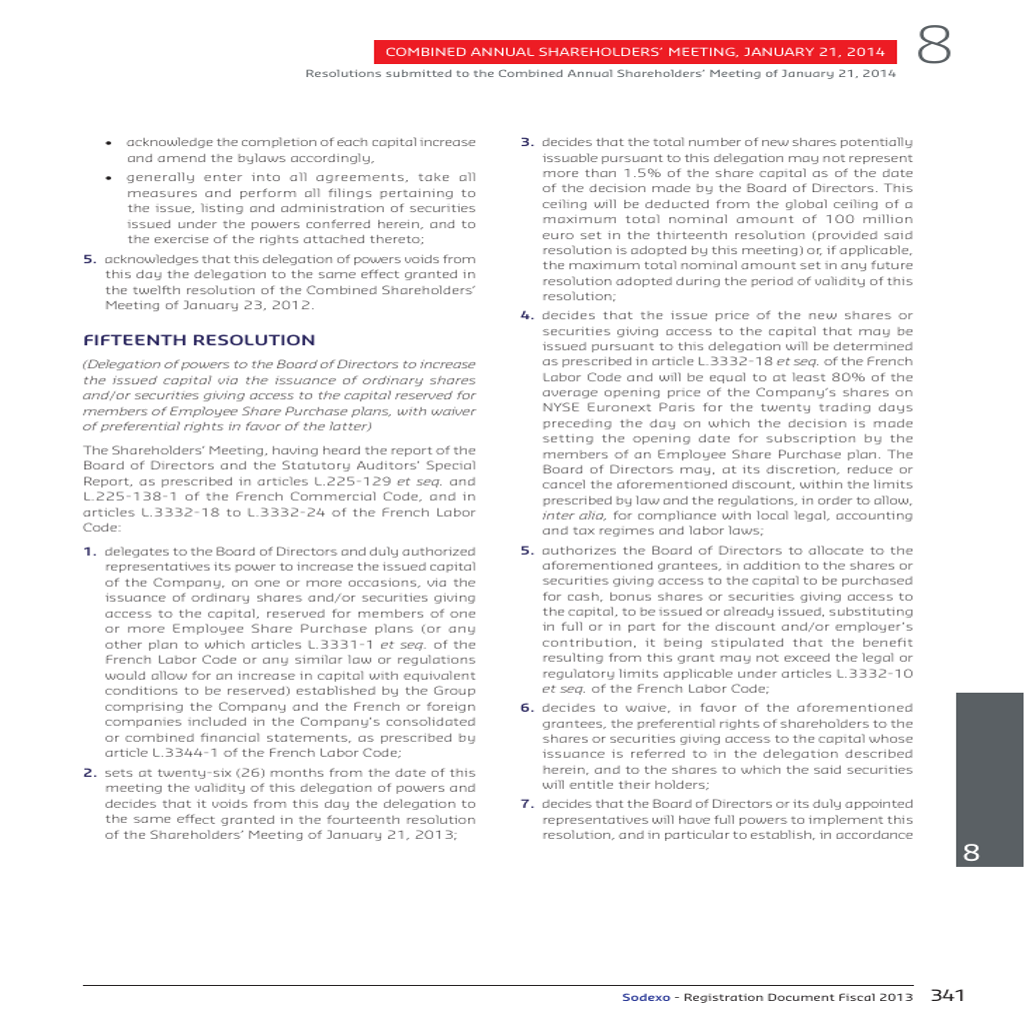 COMBINED ANNUAL SHAREHOLDERS' MEETING, JANUARY 21, 2014
8
Resolutions submitted to the Combined Annual Shareholders' Meeting of January 21, 2014
• acknowledge the completion of each capital increase
and amend the bylaws accordingly,
• generally enter into all agreements, take all
measures and perform all filings pertaining to
the issue, listing and administration of securities
issued under the powers conferred herein, and to
the exercise of the rights attached thereto;
5. acknowledges that this delegation of powers voids from
this day the delegation to the same effect granted in
the twelfth resolution of the Combined Shareholders'
Meeting of January 23, 2012.
FIFTEENTH RESOLUTION
(Delegation of powers to the Board of Directors to increase
the issued capital via the issuance of ordinary shares
and/or securities giving access to the capital reserved for
members of Employee Share Purchase plans, with waiver
of preferential rights in favor of the latter)
The Shareholders' Meeting, having heard the report of the
Board of Directors and the Statutory Auditors' Special
Report, as prescribed in articles L.225-129 et seq. and
L.225-138-1 of the French Commercial Code, and in
articles L.3332-18 to L.3332-24 of the French Labor
Code:
1. delegates to the Board of Directors and duly authorized
representatives its power to increase the issued capital
of the Company, on one or more occasions, via the
issuance of ordinary shares and/or securities giving
access to the capital, reserved for members of one
or more Employee Share Purchase plans (or any
other plan to which articles L.3331-1 et seq. of the
French Labor Code or any similar law or regulations
would allow for an increase in capital with equivalent
conditions to be reserved) established by the Group
comprising the Company and the French or foreign
companies included in the Company's consolidated
or combined financial statements, as prescribed by
article L.3344-1 of the French Labor Code;
2. sets at twenty-six (26) months from the date of this
meeting the validity of this delegation of powers and
decides that it voids from this day the delegation to
the same effect granted in the fourteenth resolution
of the Shareholders' Meeting of January 21, 2013;
3. decides that the total number of new shares potentially
issuable pursuant to this delegation may not represent
more than 1.5% of the share capital as of the date
of the decision made by the Board of Directors. This
ceiling will be deducted from the global ceiling of a
maximum total nominal amount of 100 million
euro set in the thirteenth resolution (provided said
resolution is adopted by this meeting) or, if applicable,
the maximum total nominal amount set in any future
resolution adopted during the period of validity of this
resolution;
4. decides that the issue price of the new shares or
securities giving access to the capital that may be
issued pursuant to this delegation will be determined
as prescribed in article L.3332-18 et seq. of the French
Labor Code and will be equal to at least 80% of the
average opening price of the Company's shares on
NYSE Euronext Paris for the twenty trading days
preceding the day on which the decision is made
setting the opening date for subscription by the
members of an Employee Share Purchase plan. The
Board of Directors may, at its discretion, reduce or
cancel the aforementioned discount, within the limits
prescribed by law and the regulations, in order to allow,
inter alia, for compliance with local legal, accounting
and tax regimes and labor laws;
5. authorizes the Board of Directors to allocate to the
aforementioned grantees, in addition to the shares or
securities giving access to the capital to be purchased
for cash, bonus shares or securities giving access to
the capital, to be issued or already issued, substituting
in full or in part for the discount and/or employer's
contribution, it being stipulated that the benefit
resulting from this grant may not exceed the legal or
regulatory limits applicable under articles L.3332-10
et seq. of the French Labor Code;
6. decides to waive, in favor of the aforementioned
grantees, the preferential rights of shareholders to the
shares or securities giving access to the capital whose
issuance is referred to in the delegation described
herein, and to the shares to which the said securities
will entitle their holders;
7. decides that the Board of Directors or its duly appointed
representatives will have full powers to implement this
resolution, and in particular to establish, in accordance
8
Sodexo - Registration Document Fiscal 2013 341